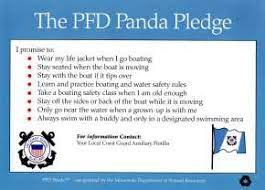 The PFD Panda Pledge
I promise to:
• Wear my life jacket when I go boating
• Stay seated when the boat is moving
• Stay with the boat if it tips over
• Learn and practice boating and water safety rules
• Take a boating safety class when I am old enough
• Stay off the sides or back of the boat while it is moving
• Only go near the water when a grown up is with me
• Always swim with a buddy and only in a designated swimming area
For information Contact:
Your Local Coast Guard Auxiliary Flotilla
PFD Panda™ by the Minnesota Department of Natural Resources